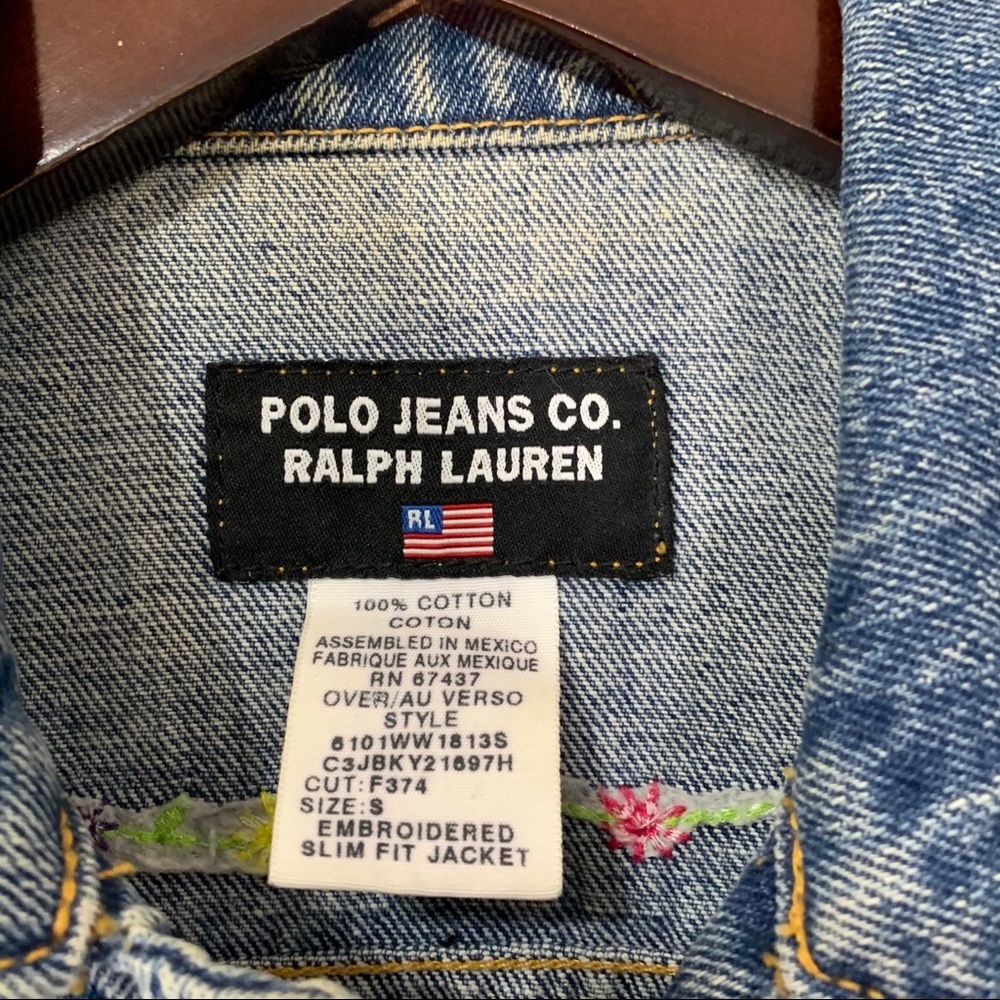 POLO JEANS CO.
RALPH LAUREN
RL
100% COTTON
COTON
ASSEMBLED IN MEXICO
FABRIQUE AUX MEXIQUE
RN 67437
OVER/AU VERSO
STYLE
6101WW1813S
C3JBKY21697H
CUT:F374
SIZE:S
EMBROIDERED
SLIM FIT JACKET